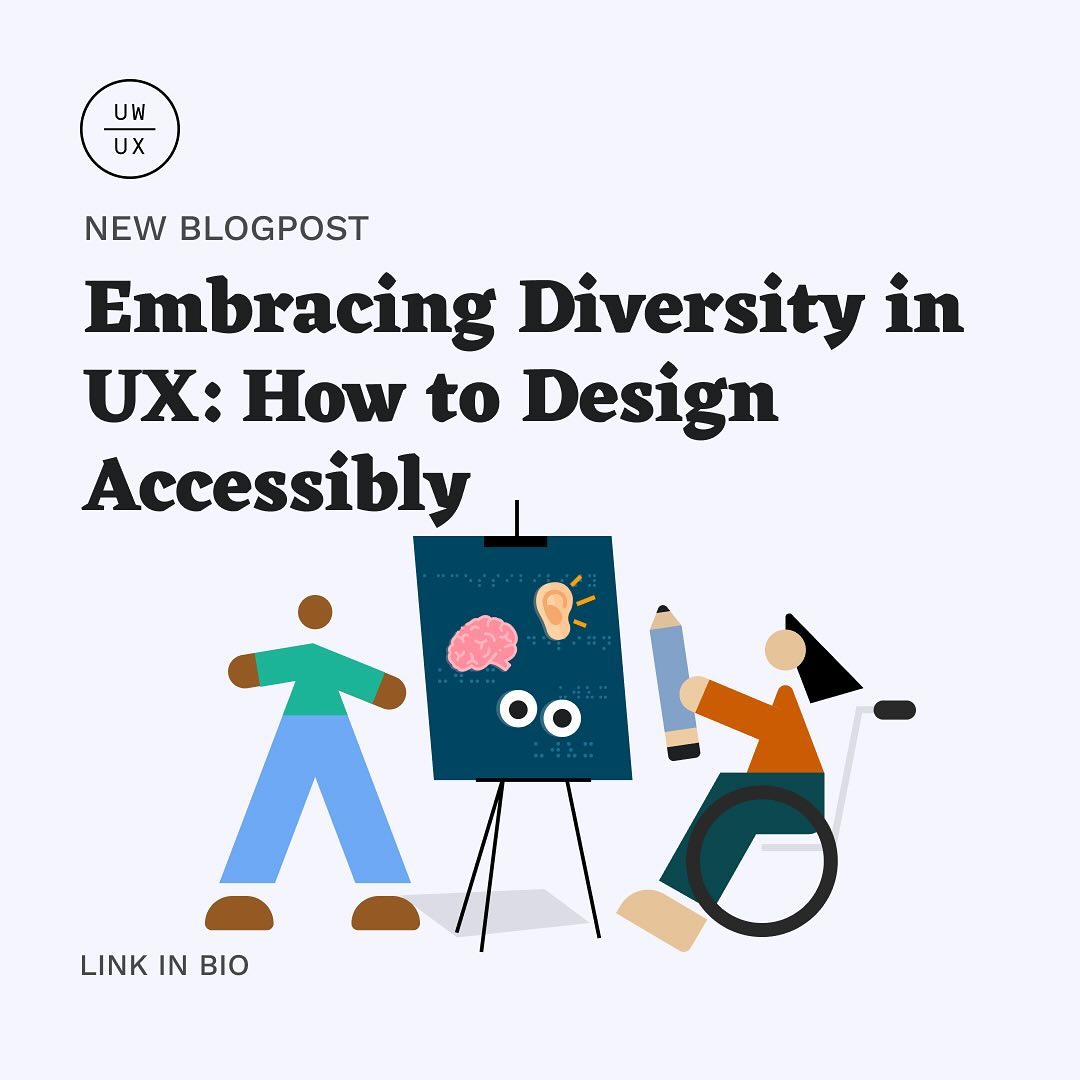 UW
UX
NEW BLOGPOST
Embracing Diversity in
UX: How to Design
Accessibly
LINK IN BIO